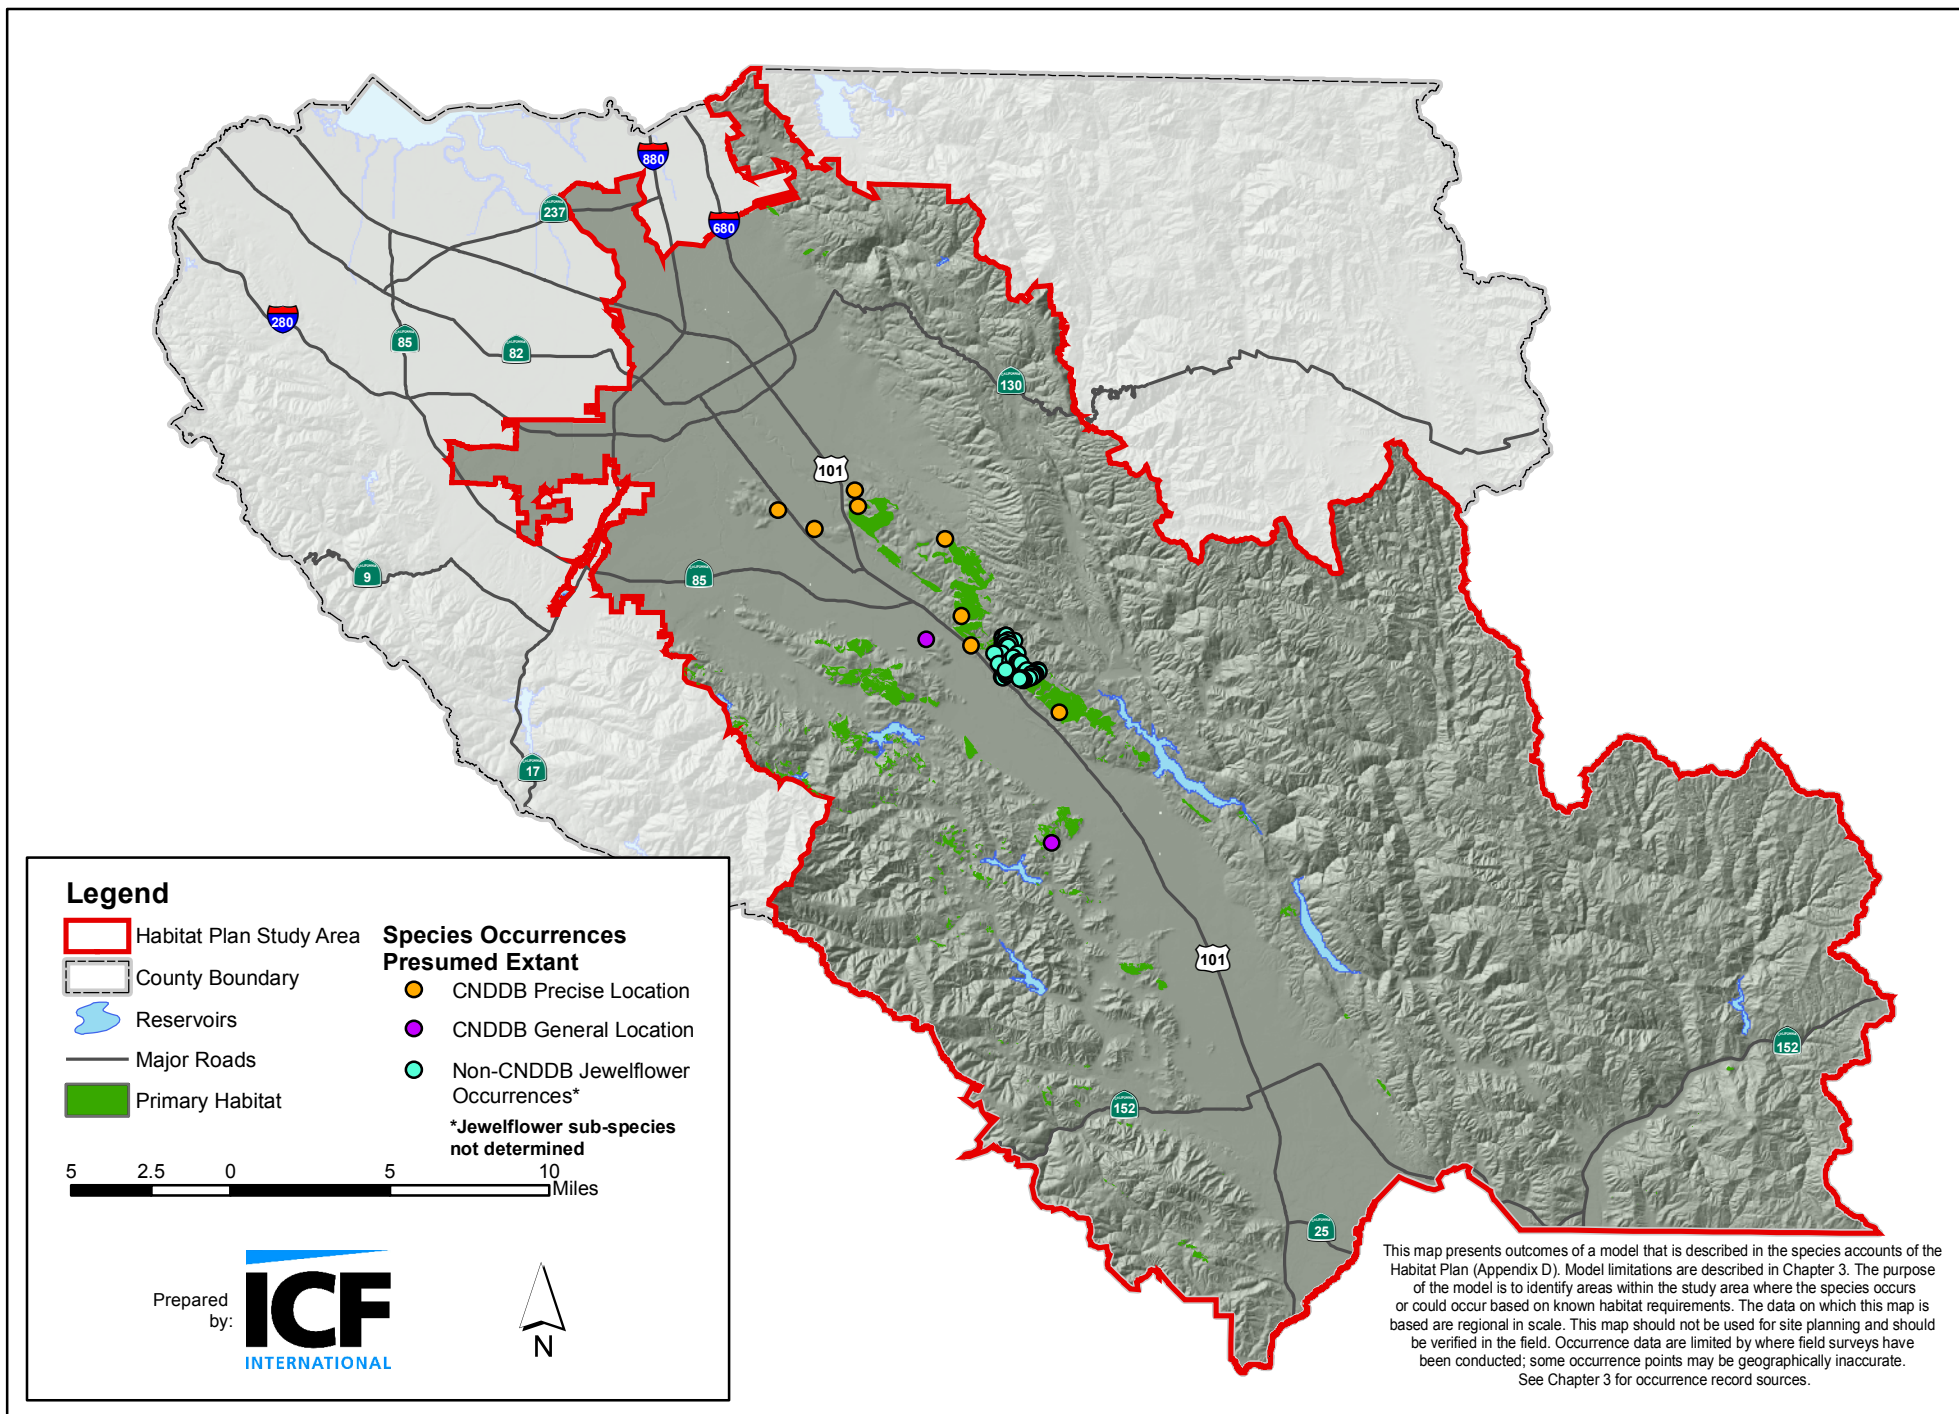 880
237
680
280
85
82
130
101
9
85
17
101
152
152
25
Legend
Habitat Plan Study Area
County Boundary
Reservoirs
Major Roads
Primary Habitat
Species Occurrences
Presumed Extant
CNDDB Precise Location
CNDDB General Location
Non-CNDDB Jewelflower
Occurrences*
*Jewelflower sub-species
not determined
5 2.5 0 5 10
Miles
Prepared
by:
ICF
INTERNATIONAL
N
This map presents outcomes of a model that is described in the species accounts of the
Habitat Plan (Appendix D). Model limitations are described in Chapter 3. The purpose
of the model is to identify areas within the study area where the species occurs
or could occur based on known habitat requirements. The data on which this map is
based are regional in scale. This map should not be used for site planning and should
be verified in the field. Occurrence data are limited by where field surveys have
been conducted; some occurrence points may be geographically inaccurate.
See Chapter 3 for occurrence record sources.